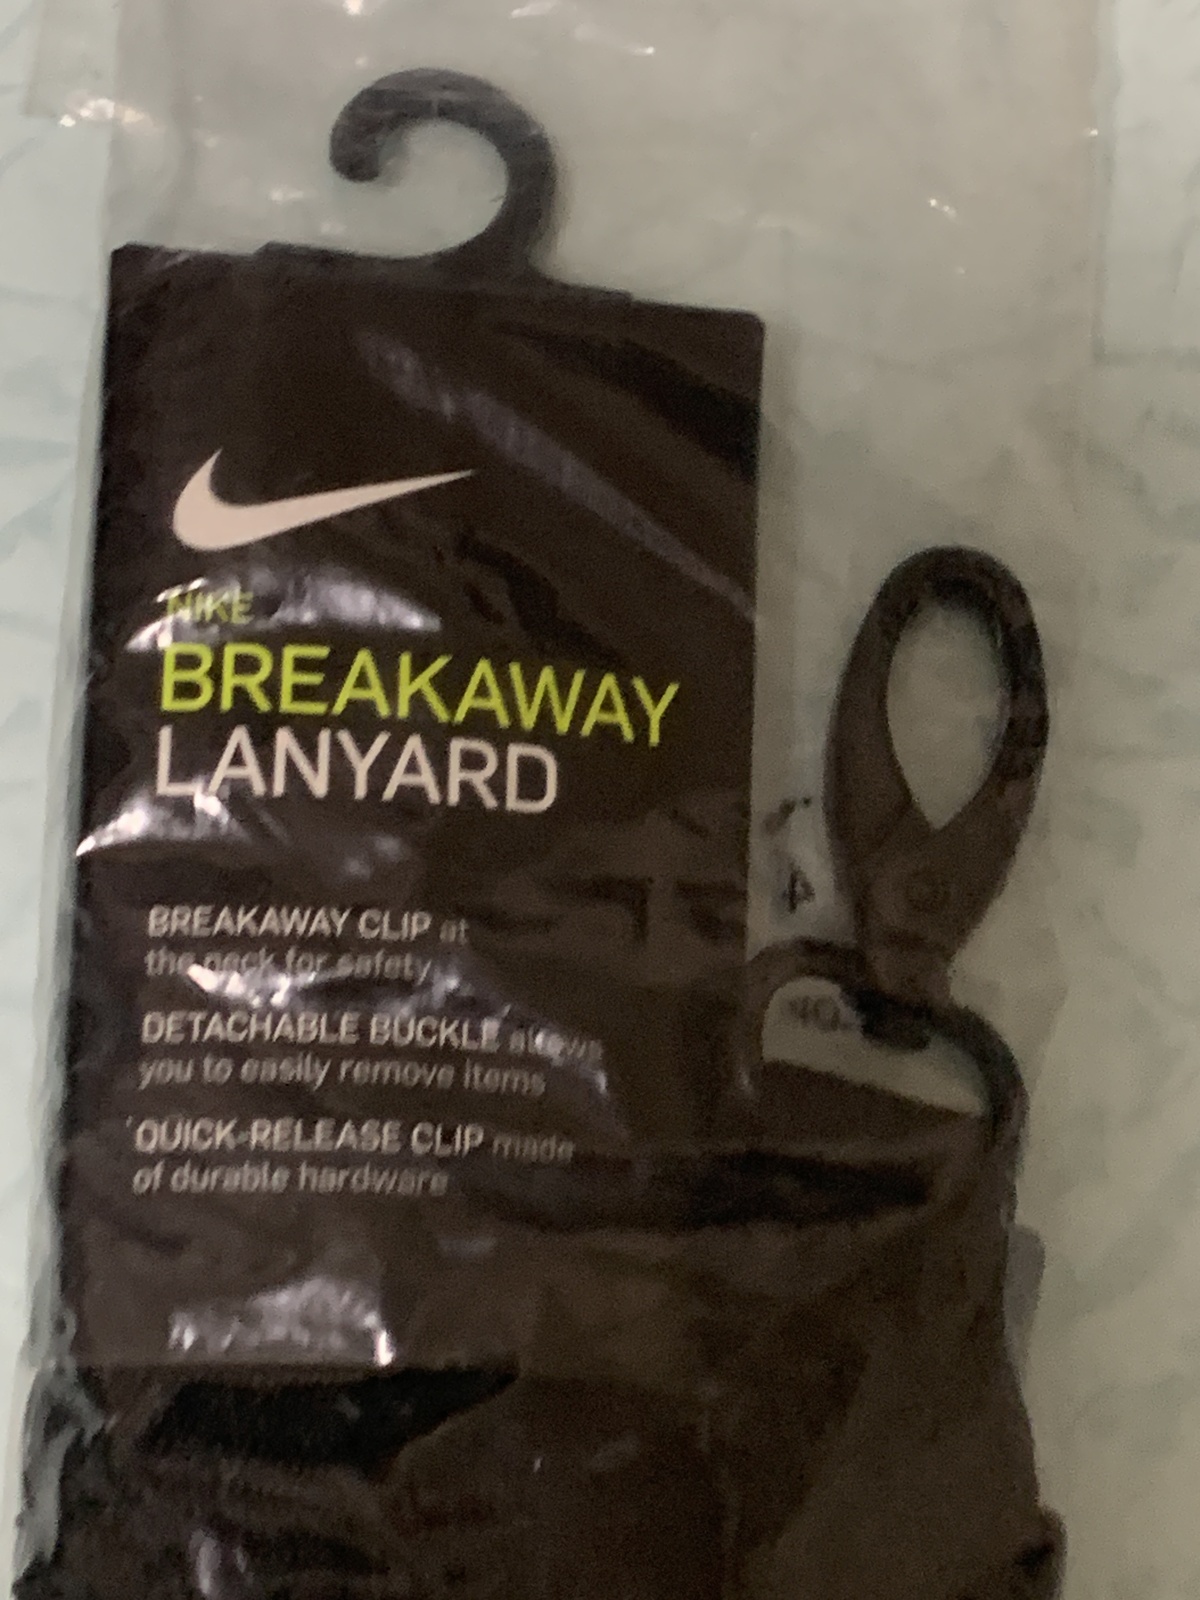 NIKE
BREAKAWAY
LANYARD
BREAKAWAY CLIP at
the neck for safety
DETACHABLE BUCKLE allows
you to easily remove items
QUICK-RELEASE CLIP made
of durable hardware